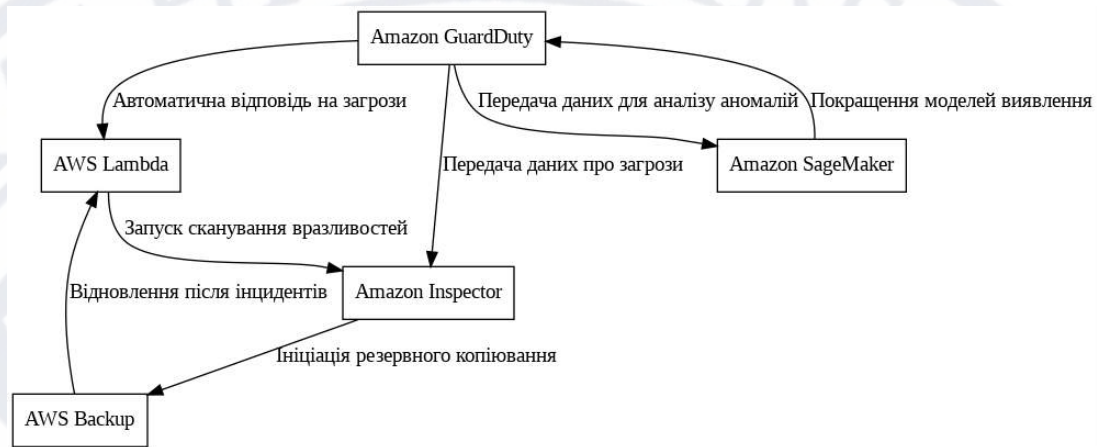 Amazon GuardDuty
Автоматична відповідь на загрози
Передача даних для аналізу аномалій
Покращення моделей виявлення
AWS Lambda
Передача даних про загрози
Amazon SageMaker
Запуск сканування вразливостей
Відновлення після інцидентів
Amazon Inspector
Ініціація резервного копіювання
AWS Backup